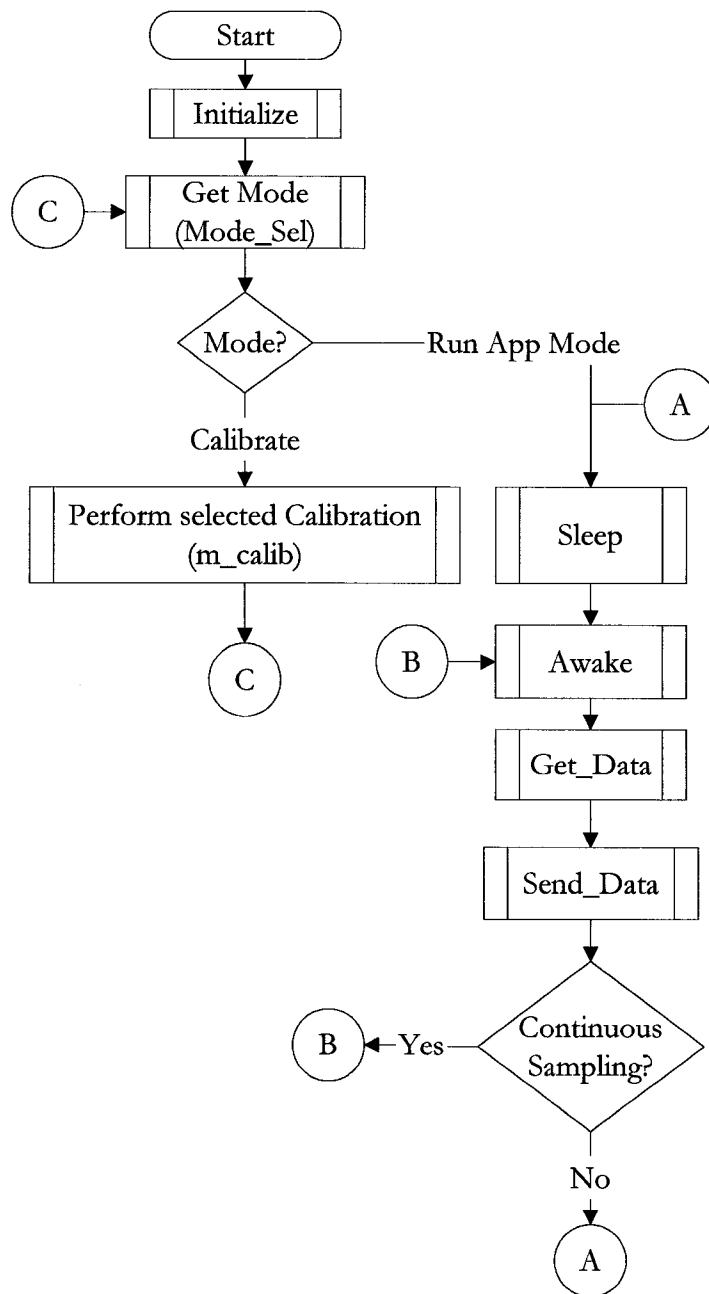 Start
Initialize
C
Get Mode
(Mode_Sel)
Mode?
Run App Mode
A
Calibrate
Perform selected Calibration
(m_calib)
Sleep
C
B
Awake
Get_Data
Send_Data
B
Yes
Continuous
Sampling?
No
A